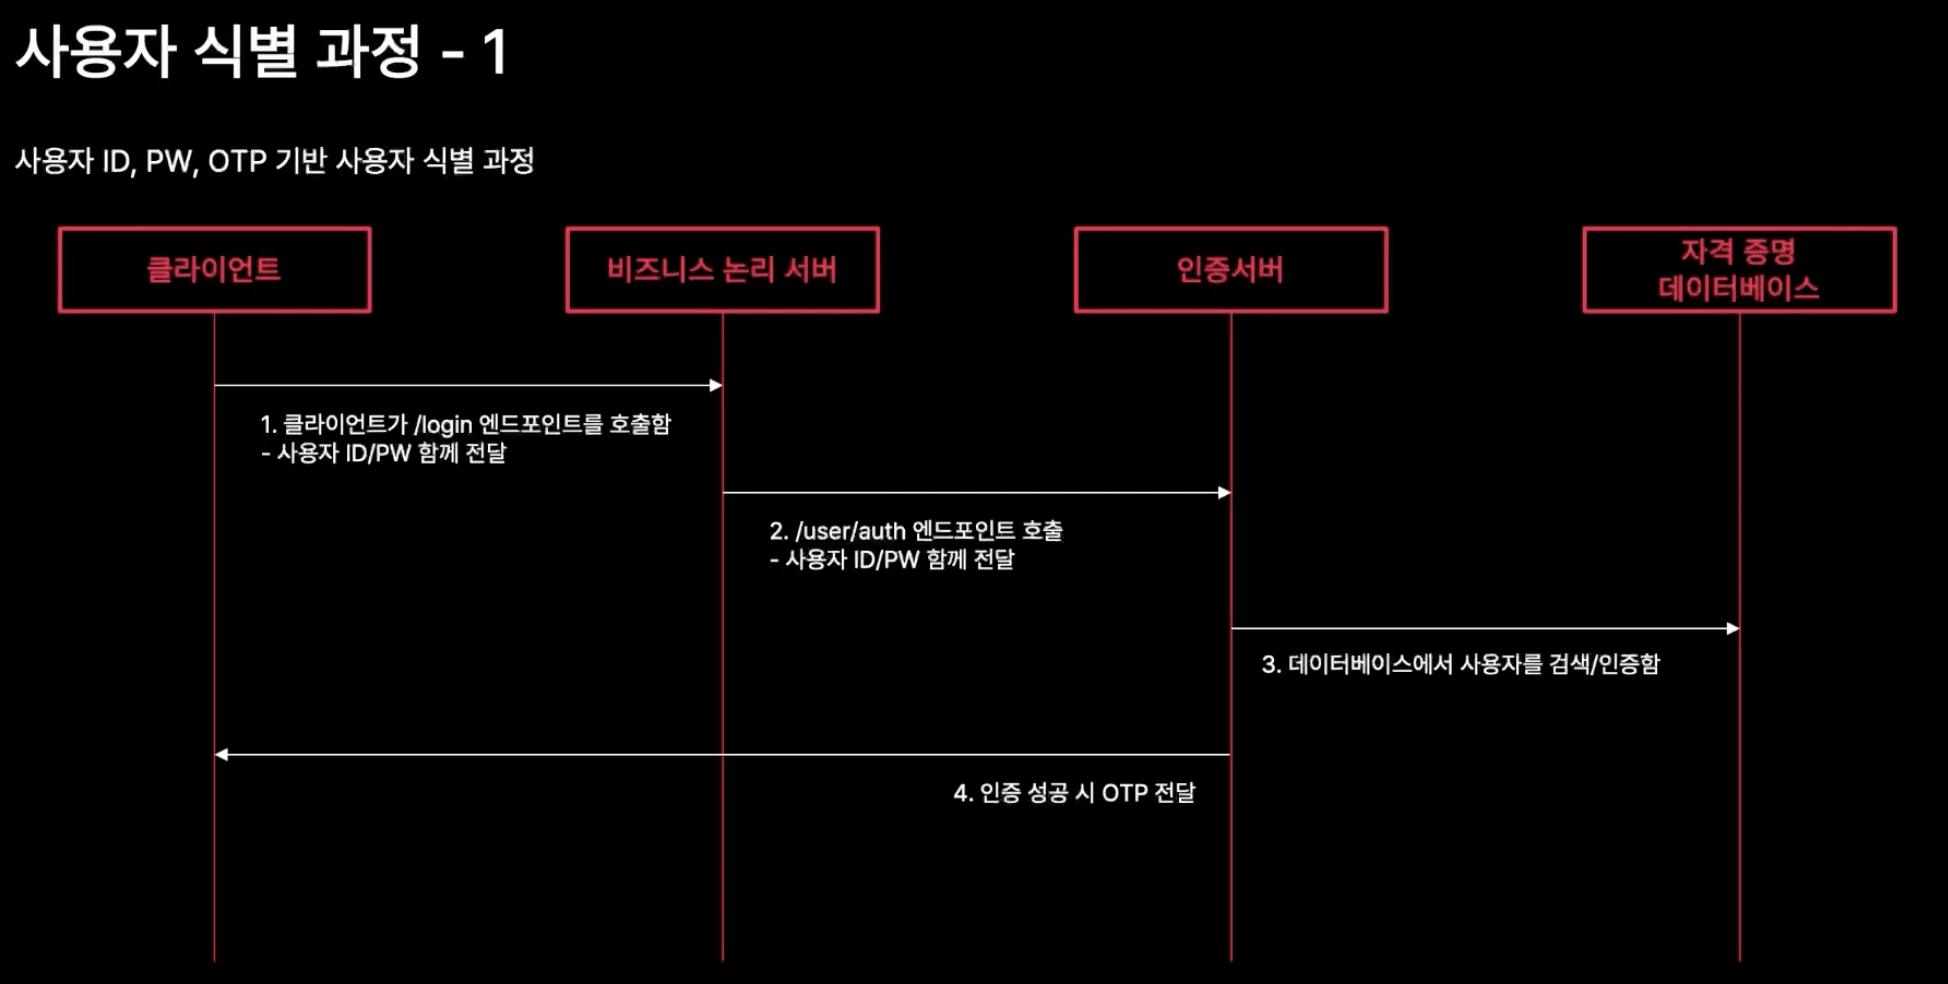 사용자 식별 과정 - 1
사용자 ID, PW, OTP 기반 사용자 식별 과정
클라이언트
비즈니스 논리 서버
인증서버
자격 증명
데이터베이스
1. 클라이언트가 /login 엔드포인트를 호출함
- 사용자 ID/PW 함께 전달
2. /user/auth 엔드포인트 호출
- 사용자 ID/PW 함께 전달
3. 데이터베이스에서 사용자를 검색/인증함
4. 인증 성공 시 OTP 전달